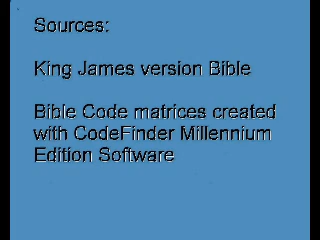 Sources:
King James version Bible
Bible Code matrices created
with CodeFinder Millennium
Edition Software